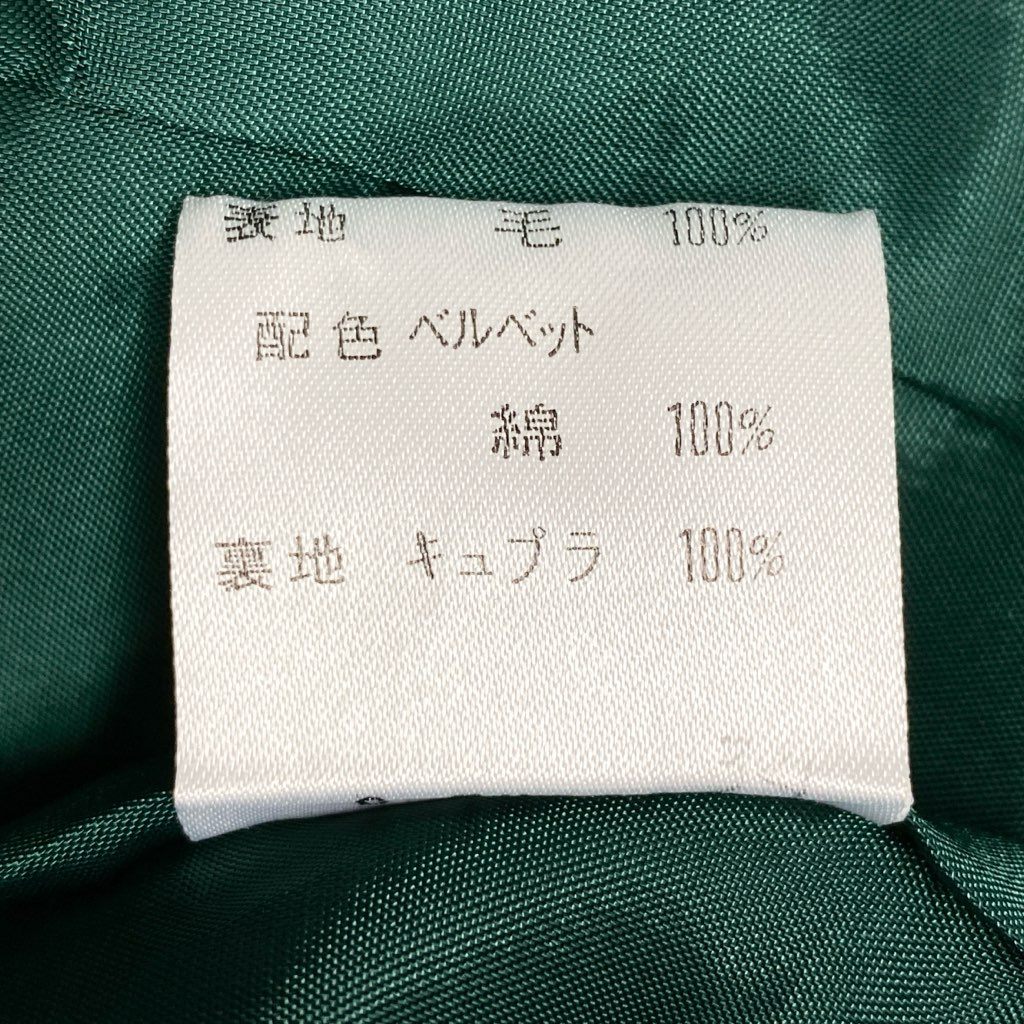 表地 毛 100%
配色 ベルベット
綿 100%
裏地 キュプラ 100%